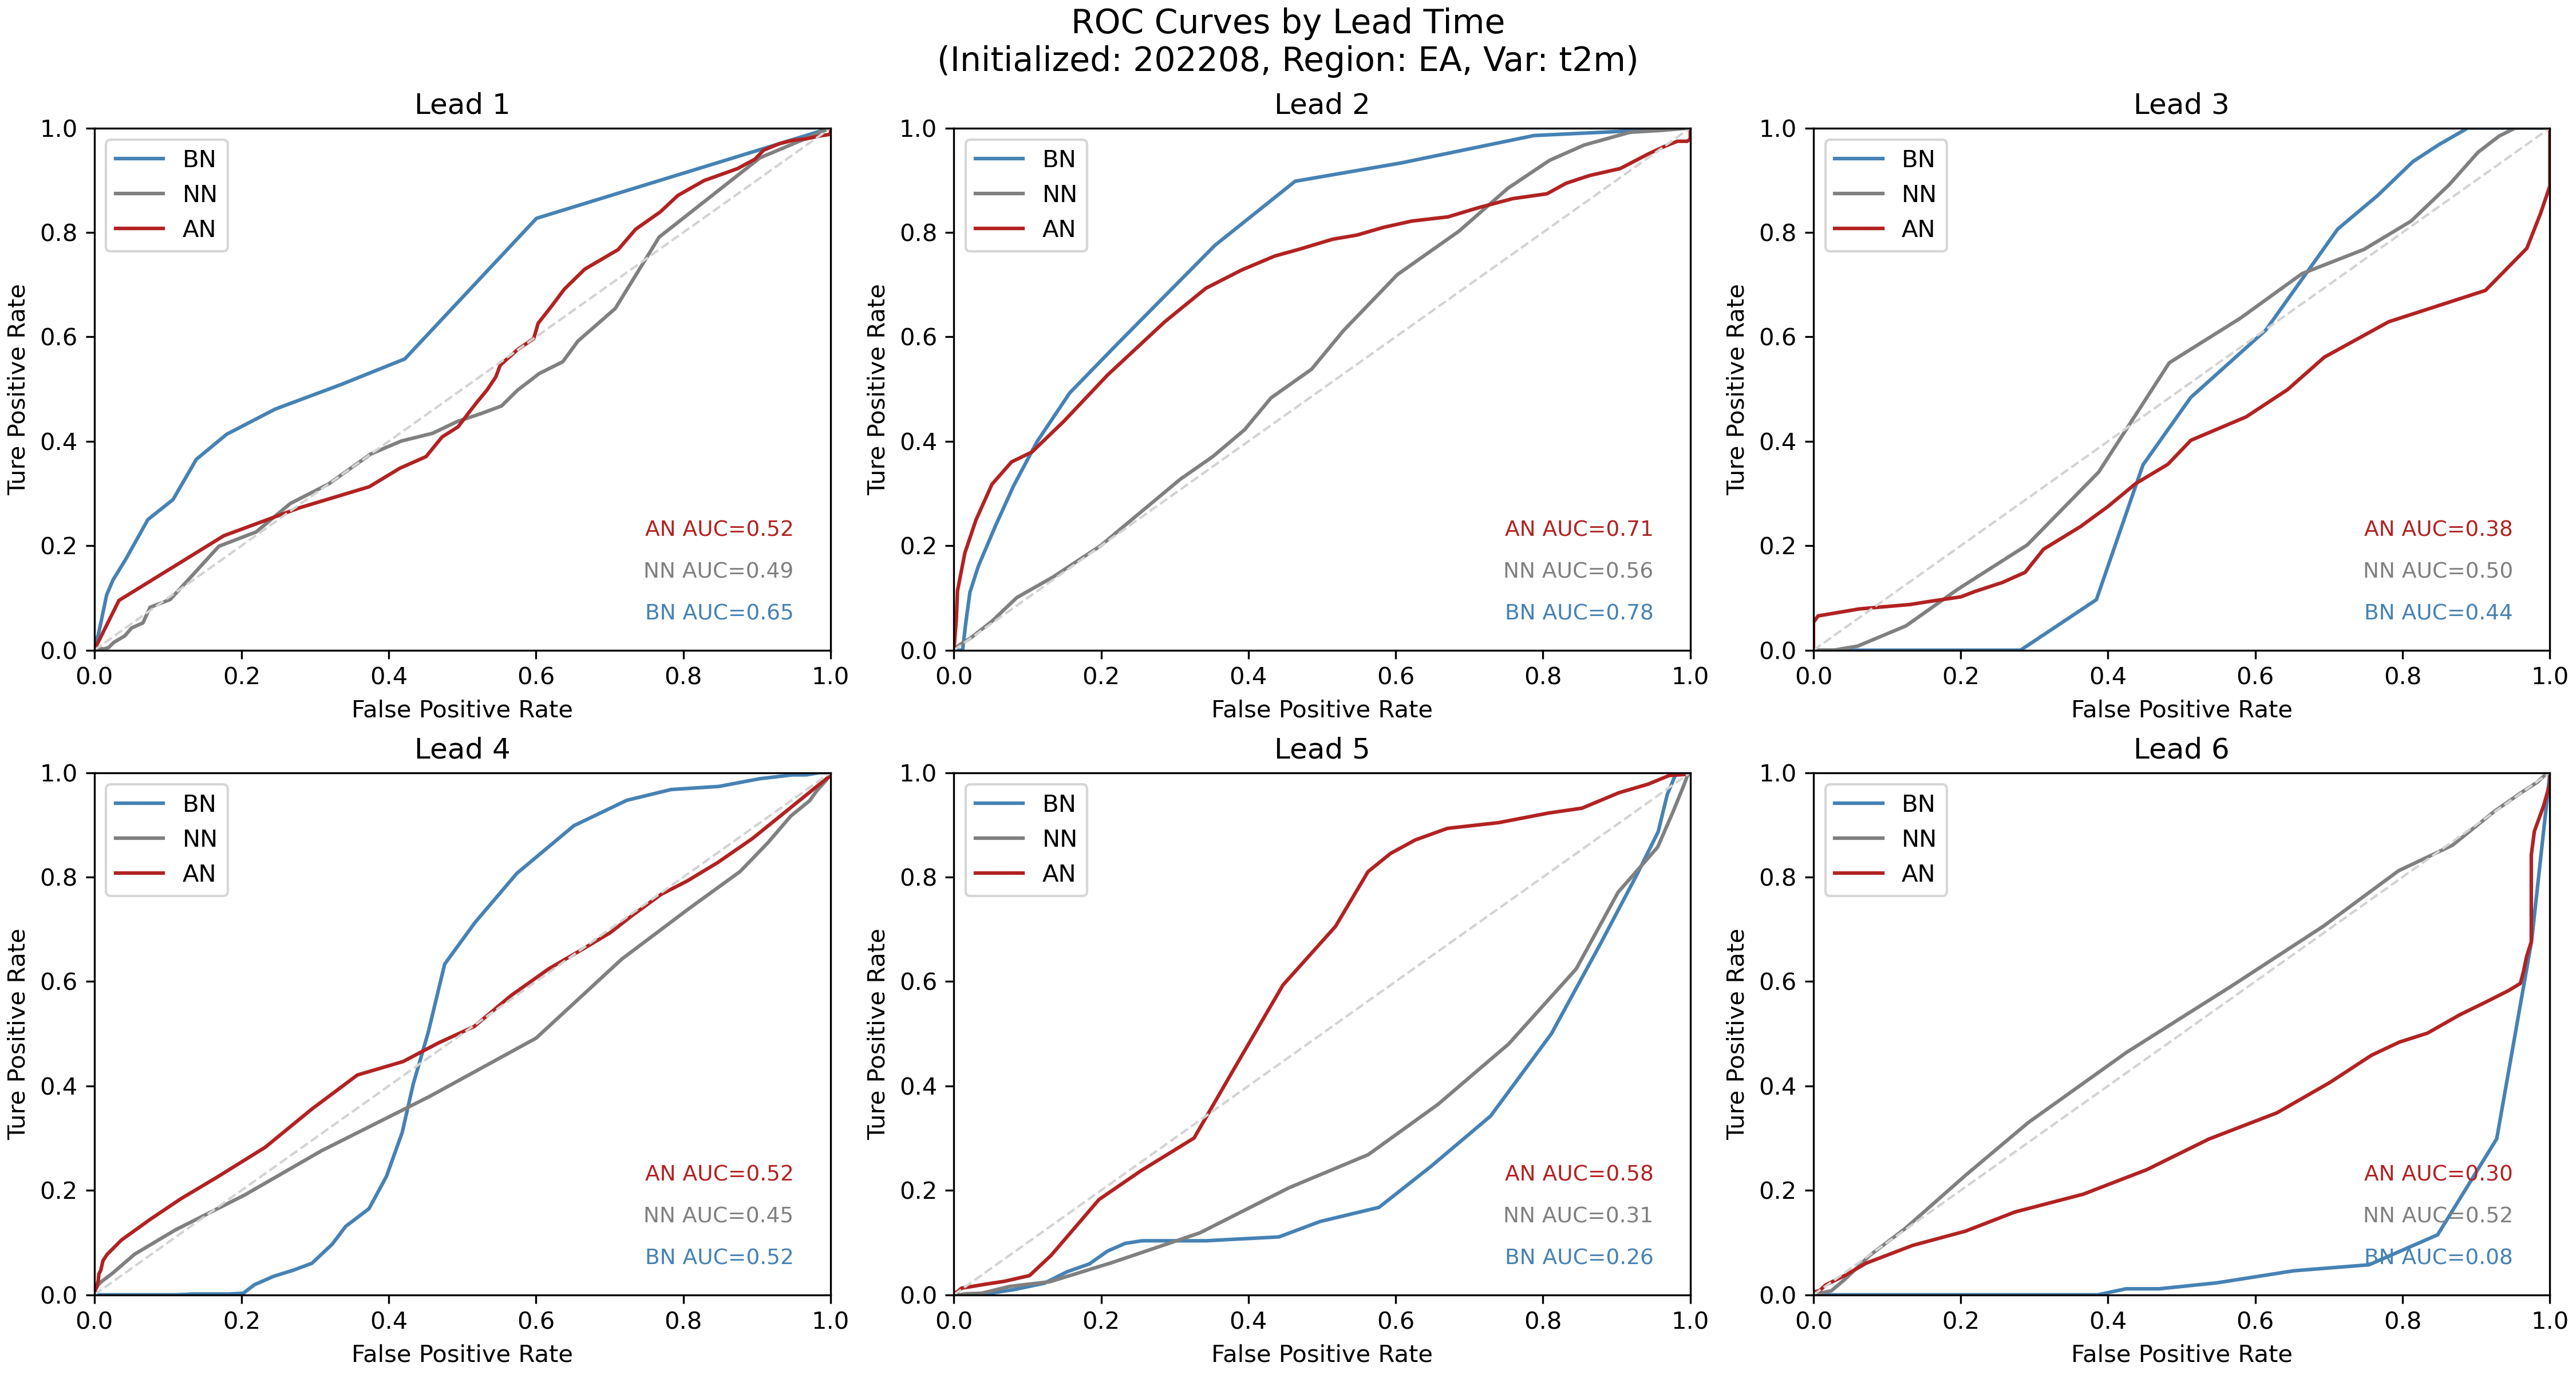 ROC Curves by Lead Time
(Initialized: 202208, Region: EA, Var: t2m)
Lead 1
1.0
0.8
0.6
0.4
0.2
0.0
Ture Positive Rate
BN
NN
AN
AN AUC=0.52
NN AUC=0.49
BN AUC=0.65
0.0 0.2 0.4 0.6 0.8 1.0
False Positive Rate
Lead 2
1.0
0.8
0.6
0.4
0.2
0.0
Ture Positive Rate
BN
NN
AN
AN AUC=0.71
NN AUC=0.56
BN AUC=0.78
0.0 0.2 0.4 0.6 0.8 1.0
False Positive Rate
Lead 3
1.0
0.8
0.6
0.4
0.2
0.0
Ture Positive Rate
BN
NN
AN
AN AUC=0.38
NN AUC=0.50
BN AUC=0.44
0.0 0.2 0.4 0.6 0.8 1.0
False Positive Rate
Lead 4
1.0
0.8
0.6
0.4
0.2
0.0
Ture Positive Rate
BN
NN
AN
AN AUC=0.52
NN AUC=0.45
BN AUC=0.52
0.0 0.2 0.4 0.6 0.8 1.0
False Positive Rate
Lead 5
1.0
0.8
0.6
0.4
0.2
0.0
Ture Positive Rate
BN
NN
AN
AN AUC=0.58
NN AUC=0.31
BN AUC=0.26
0.0 0.2 0.4 0.6 0.8 1.0
False Positive Rate
Lead 6
1.0
0.8
0.6
0.4
0.2
0.0
Ture Positive Rate
BN
NN
AN
AN AUC=0.30
NN AUC=0.52
BN AUC=0.08
0.0 0.2 0.4 0.6 0.8 1.0
False Positive Rate